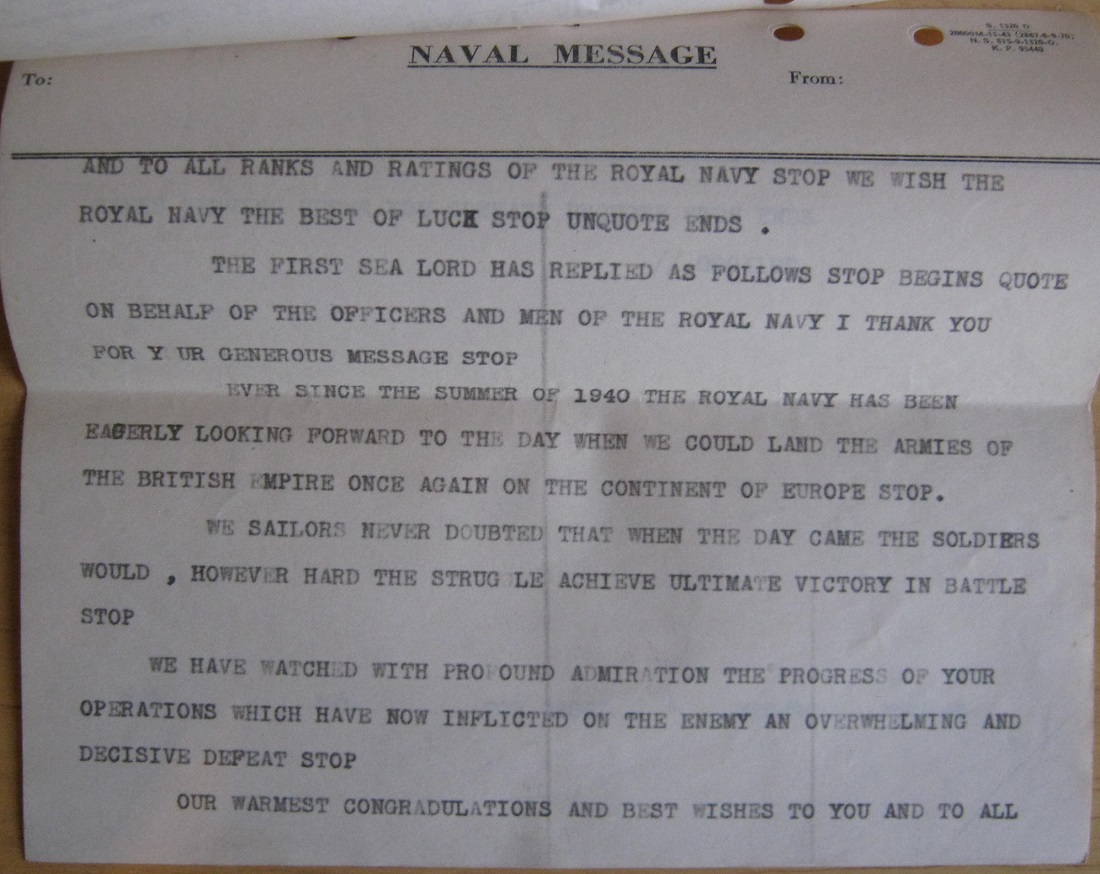 S. 1320 D
N. S. 815-9-1320-D.
K. P. 95440
NAVAL MESSAGE
To: From:
AND TO ALL RANKS AND RATINGS OF THE ROYAL NAVY STOP WE WISH THE
ROYAL NAVY THE BEST OF LUCK STOP UNQUOTE ENDS .
THE FIRST SEA LORD HAS REPLIED AS FOLLOWS STOP BEGINS QUOTE
ON BEHALF OF THE OFFICERS AND MEN OF THE ROYAL NAVY I THANK YOU
FOR Y UR GENEROUS MESSAGE STOP
EVER SINCE THE SUMMER OF 1940 THE ROYAL NAVY HAS BEEN
EAGERLY LOOKING FORWARD TO THE DAY WHEN WE COULD LAND THE ARMIES OF
THE BRITISH EMPIRE ONCE AGAIN ON THE CONTINENT OF EUROPE STOP.
WE SAILORS NEVER DOUBTED THAT WHEN THE DAY CAME THE SOLDIERS
WOULD , HOWEVER HARD THE STRUG LE ACHIEVE ULTIMATE VICTORY IN BATTLE
STOP
WE HAVE WATCHED WITH PROFOUND ADMIRATION THE PROGRESS OF YOUR
OPERATIONS WHICH HAVE NOW INFLICTED ON THE ENEMY AN OVERWHELMING AND
DECISIVE DEFEAT STOP
OUR WARMEST CONGRADULATIONS AND BEST WISHES TO YOU AND TO ALL